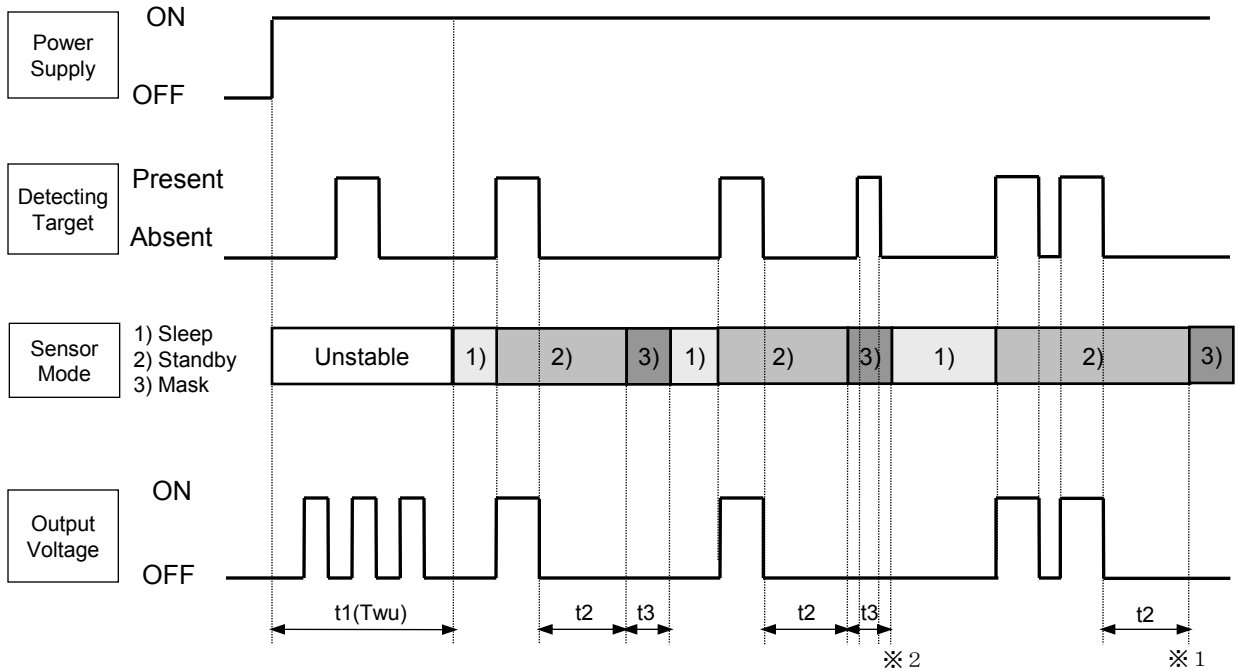 ON
Power
Supply
OFF
Present
Detecting
Target
Absent
1) Sleep
Sensor
Mode
2) Standby
3) Mask
Unstable 1) 2) 3) 1) 2) 3) 1) 2) 3)
ON
Output
Voltage
OFF
t1(Twu) t2 t3 t2 t3 t2
※2 ※1